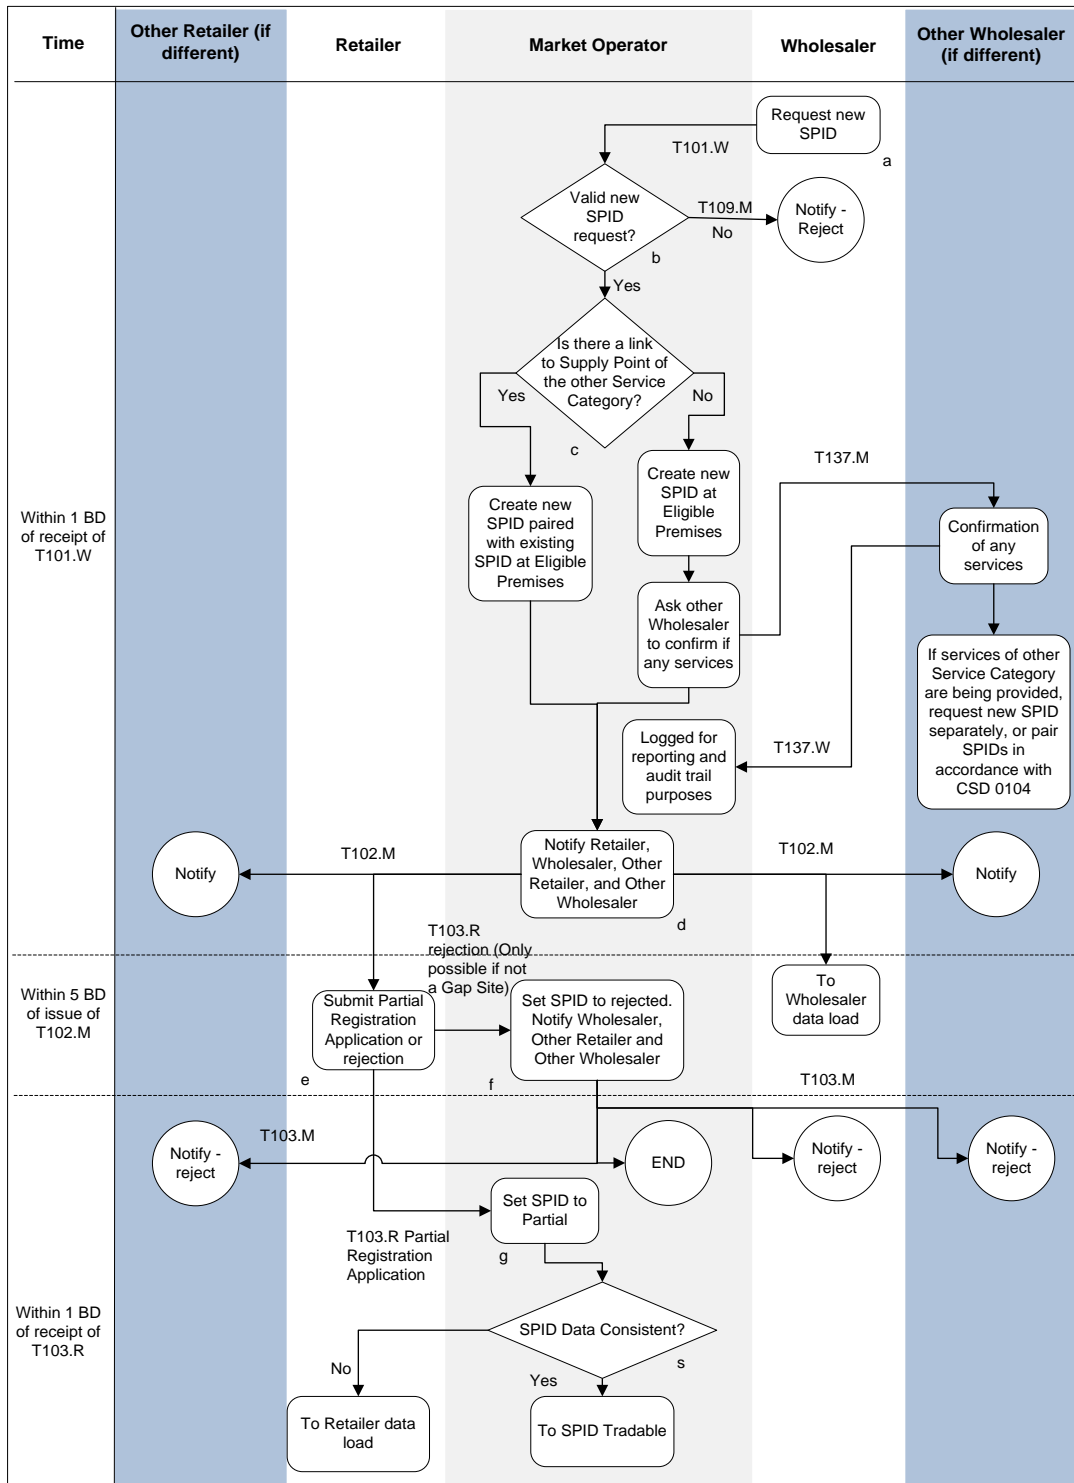 Time
Other Retailer (if
different)
Retailer
Market Operator
Wholesaler
Other Wholesaler
(if different)
Request new
SPID
a
T101.W
Valid new
SPID
request?
b
T109.M
No
Notify -
Reject
Yes
Is there a link
to Supply Point of
the other Service
Category?
c
Yes
No
Within 1 BD
of receipt of
T101.W
Create new
SPID paired
with existing
SPID at Eligible
Premises
Create new
SPID at
Eligible
Premises
T137.M
Confirmation
of any
services
Ask other
Wholesaler
to confirm if
any services
If services of other
Service Category
are being provided,
request new SPID
separately, or pair
SPIDs in
accordance with
CSD 0104
Logged for
reporting and
audit trail
purposes
T137.W
Notify
T102.M
Notify Retailer,
Wholesaler, Other
Retailer, and Other
Wholesaler
d
T102.M
Notify
T103.R
rejection (Only
possible if not
a Gap Site)
Within 5 BD
of issue of
T102.M
Submit Partial
Registration
Application or
rejection
e
Set SPID to rejected.
Notify Wholesaler,
Other Retailer and
Other Wholesaler
f
To
Wholesaler
data load
T103.M
Notify -
reject
T103.M
END
Notify -
reject
Notify -
reject
Set SPID to
Partial
g
T103.R Partial
Registration
Application
Within 1 BD
of receipt of
T103.R
SPID Data Consistent?
s
No
Yes
To Retailer data
load
To SPID Tradable